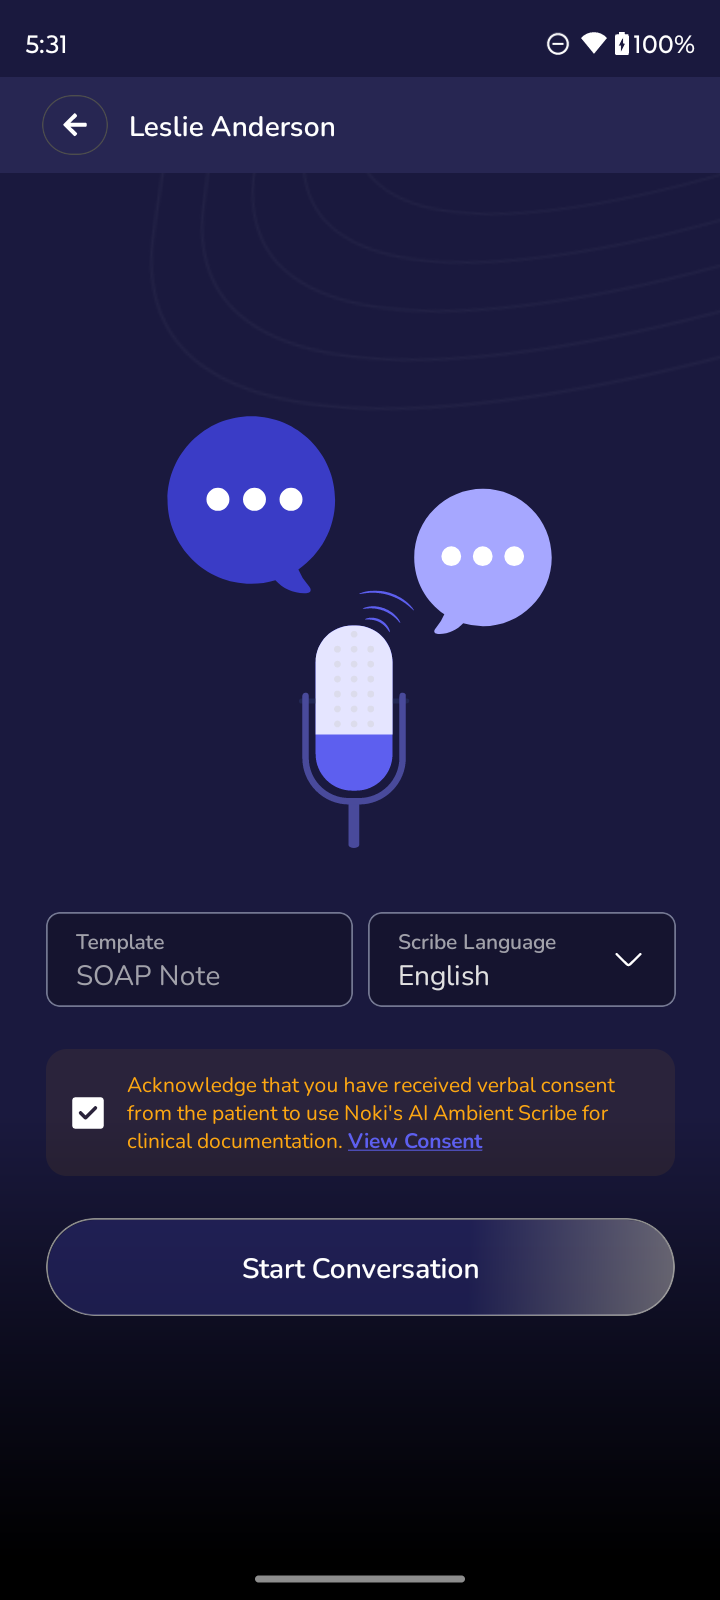 5:31
100%
Leslie Anderson
Template
SOAP Note
Scribe Language
English
Acknowledge that you have received verbal consent
from the patient to use Noki's AI Ambient Scribe for
clinical documentation. View Consent
Start Conversation